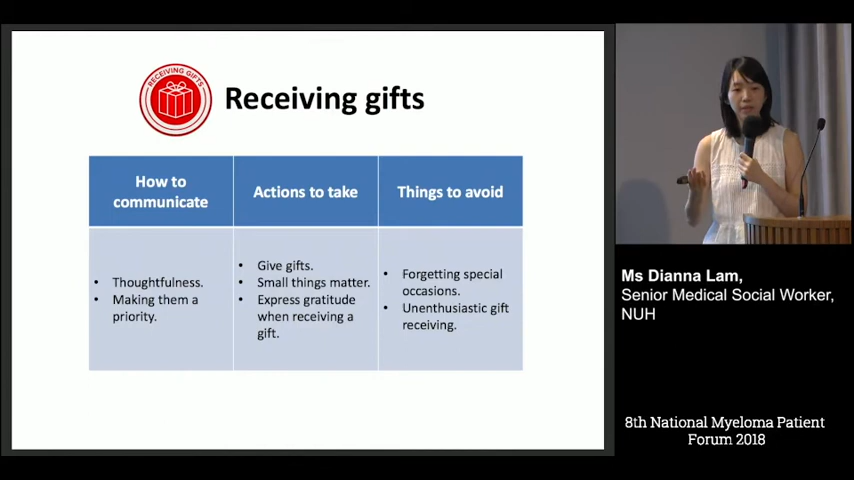 RECEIVING GIFTS
Receiving gifts
How to
communicate
Actions to take
Things to avoid
• Thoughtfulness.
• Making them a
priority.
• Give gifts.
• Small things matter.
• Express gratitude
when receiving a
gift.
• Forgetting special
occasions.
• Unenthusiastic gift
receiving.
Ms Dianna Lam,
Senior Medical Social Worker,
NUH
8th National Myeloma Patient
Forum 2018